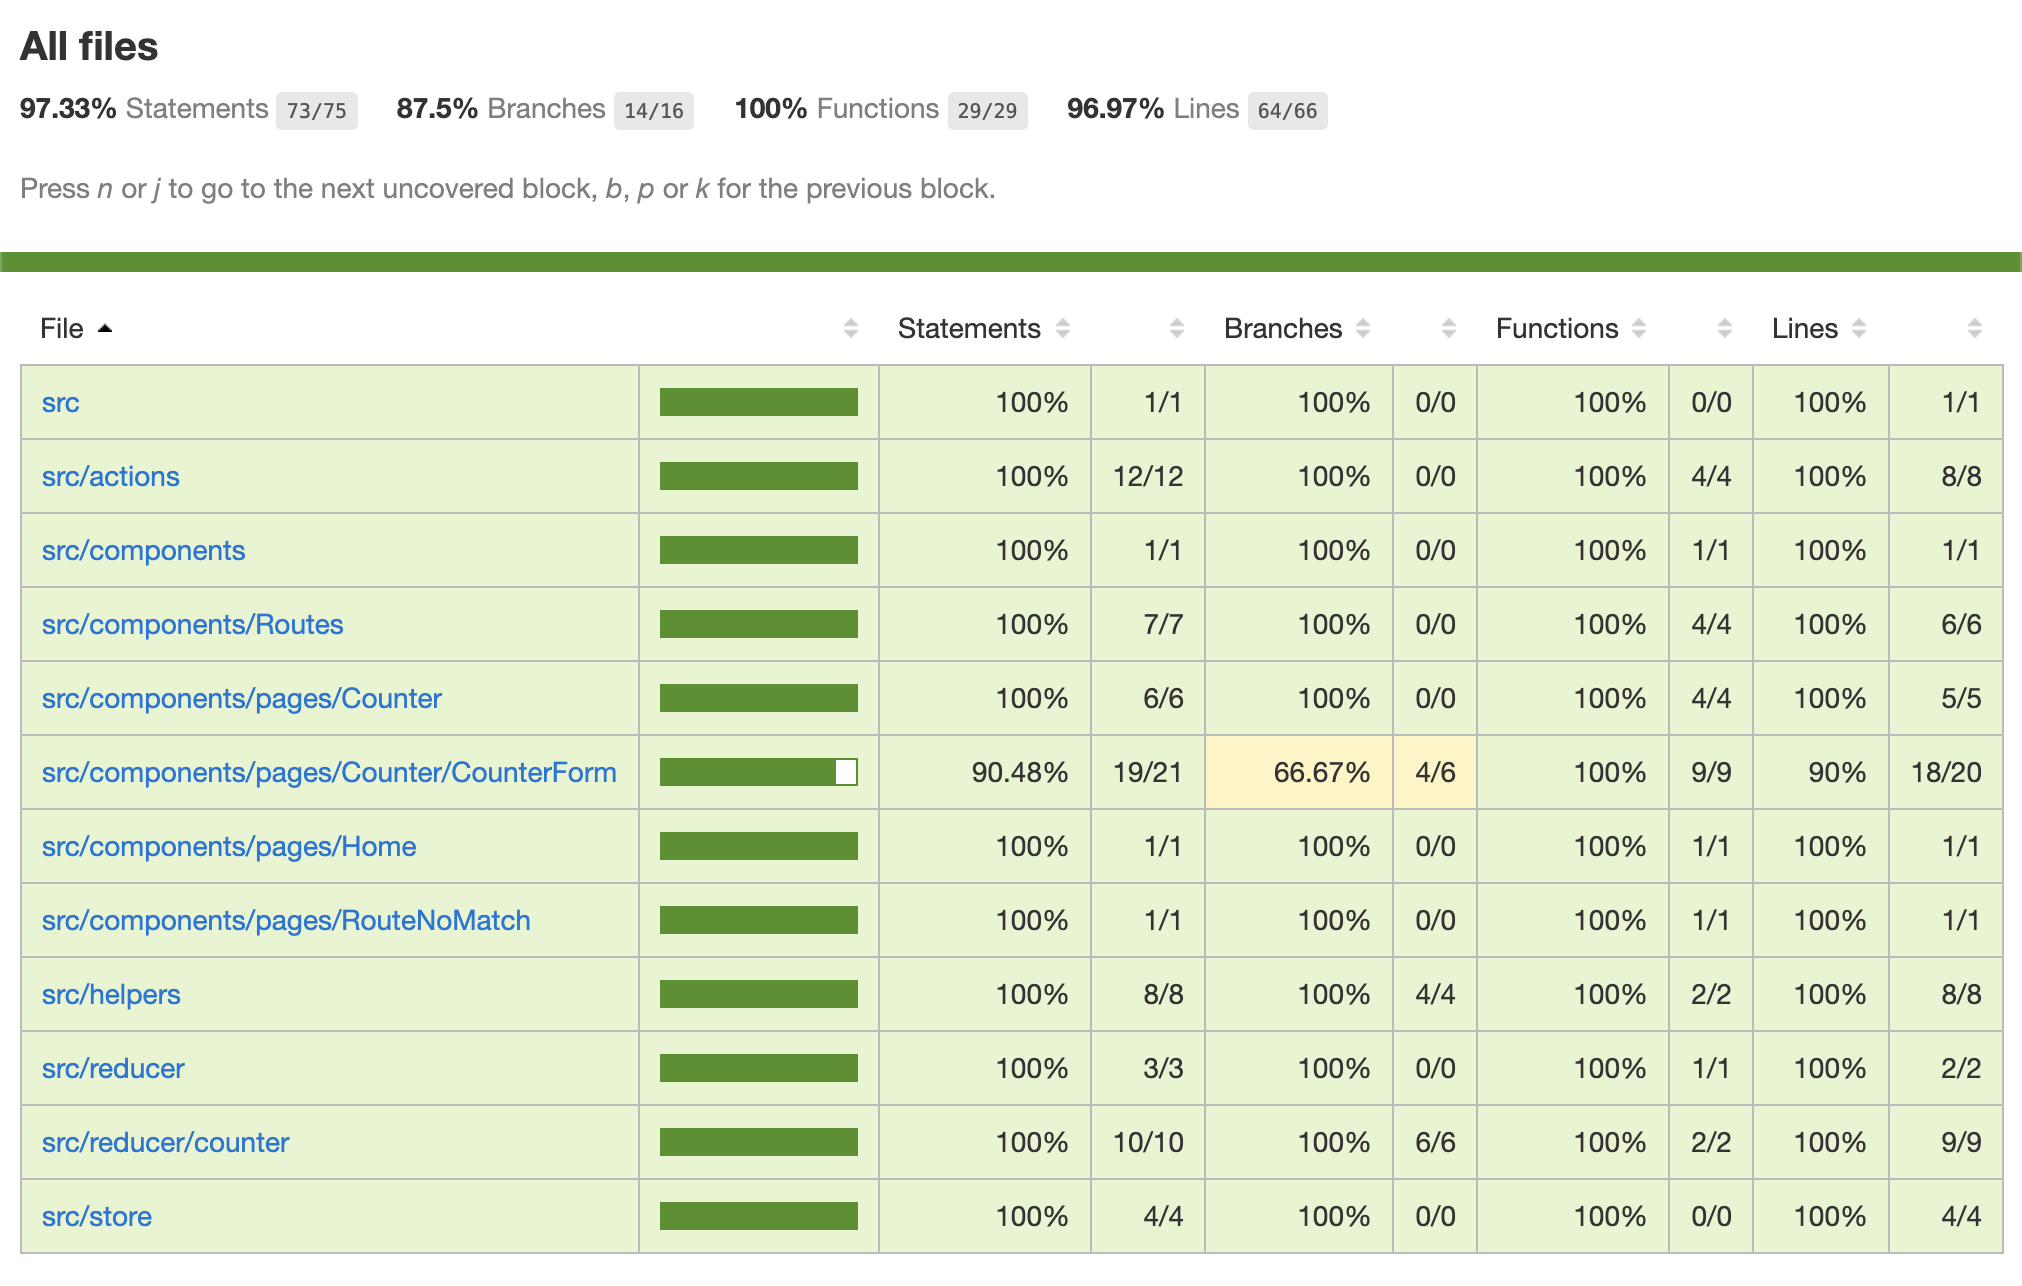 All files
97.33% Statements 73/75 87.5% Branches 14/16 100% Functions 29/29 96.97% Lines 64/66
Press n or j to go to the next uncovered block, b, p or k for the previous block.
File Statements Branches Functions Lines
src 100% 1/1 100% 0/0 100% 0/0 100% 1/1
src/actions 100% 12/12 100% 0/0 100% 4/4 100% 8/8
src/components 100% 1/1 100% 0/0 100% 1/1 100% 1/1
src/components/Routes 100% 7/7 100% 0/0 100% 4/4 100% 6/6
src/components/pages/Counter 100% 6/6 100% 0/0 100% 4/4 100% 5/5
src/components/pages/Counter/CounterForm 90.48% 19/21 66.67% 4/6 100% 9/9 90% 18/20
src/components/pages/Home 100% 1/1 100% 0/0 100% 1/1 100% 1/1
src/components/pages/RouteNoMatch 100% 1/1 100% 0/0 100% 1/1 100% 1/1
src/helpers 100% 8/8 100% 4/4 100% 2/2 100% 8/8
src/reducer 100% 3/3 100% 0/0 100% 1/1 100% 2/2
src/reducer/counter 100% 10/10 100% 6/6 100% 2/2 100% 9/9
src/store 100% 4/4 100% 0/0 100% 0/0 100% 4/4